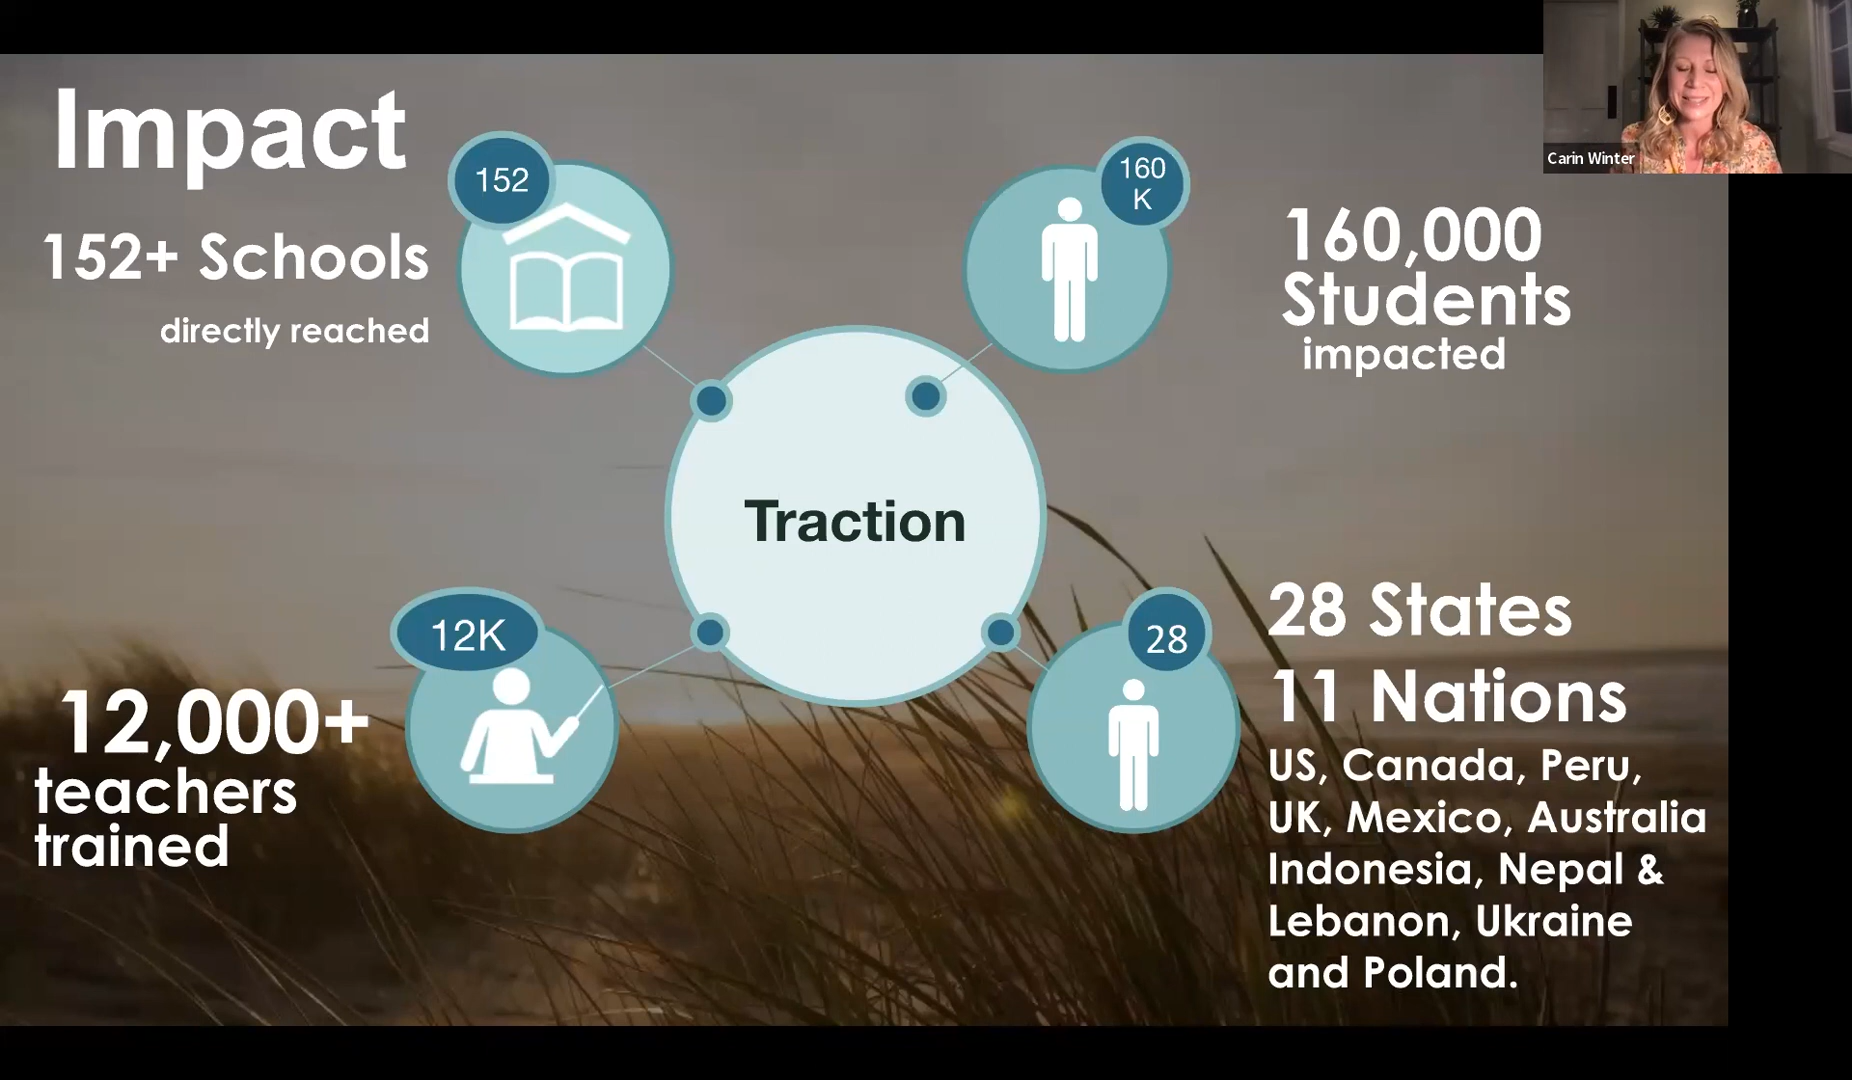 Impact
152+ Schools
directly reached
152
160
K
160,000
Students
impacted
Carin Winter
Traction
12K
12,000+
teachers
trained
28
28 States
11 Nations
US, Canada, Peru,
UK, Mexico, Australia
Indonesia, Nepal &
Lebanon, Ukraine
and Poland.